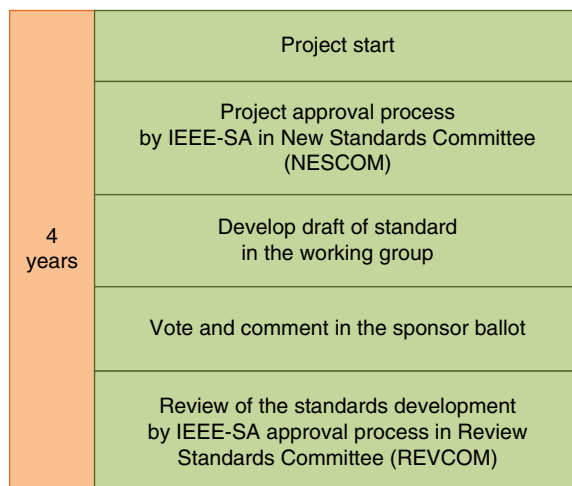 4
years
Project start
Project approval process
by IEEE-SA in New Standards Committee
(NESCOM)
Develop draft of standard
in the working group
Vote and comment in the sponsor ballot
Review of the standards development
by IEEE-SA approval process in Review
Standards Committee (REVCOM)